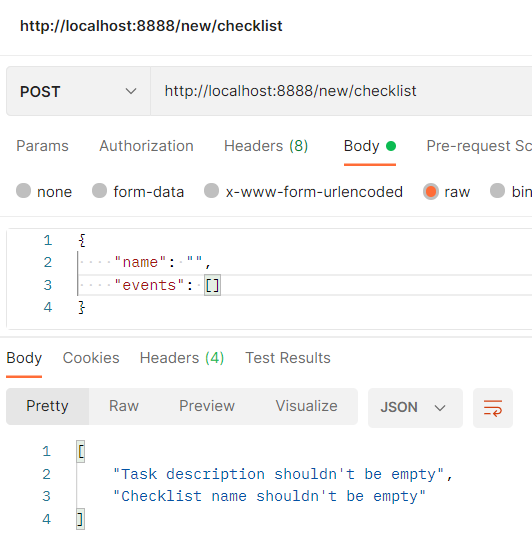 http://localhost:8888/new/checklist
POST http://localhost:8888/new/checklist
Params Authorization Headers (8) Body Pre-request Sc
none form-data x-www-form-urlencoded raw bin
1 {
2 ····"name":·"",
3 ····"events":·[]
4 }
Body Cookies Headers (4) Test Results
Pretty Raw Preview Visualize JSON
1 [
2 "Task description shouldn't be empty",
3 "Checklist name shouldn't be empty"
4 ]